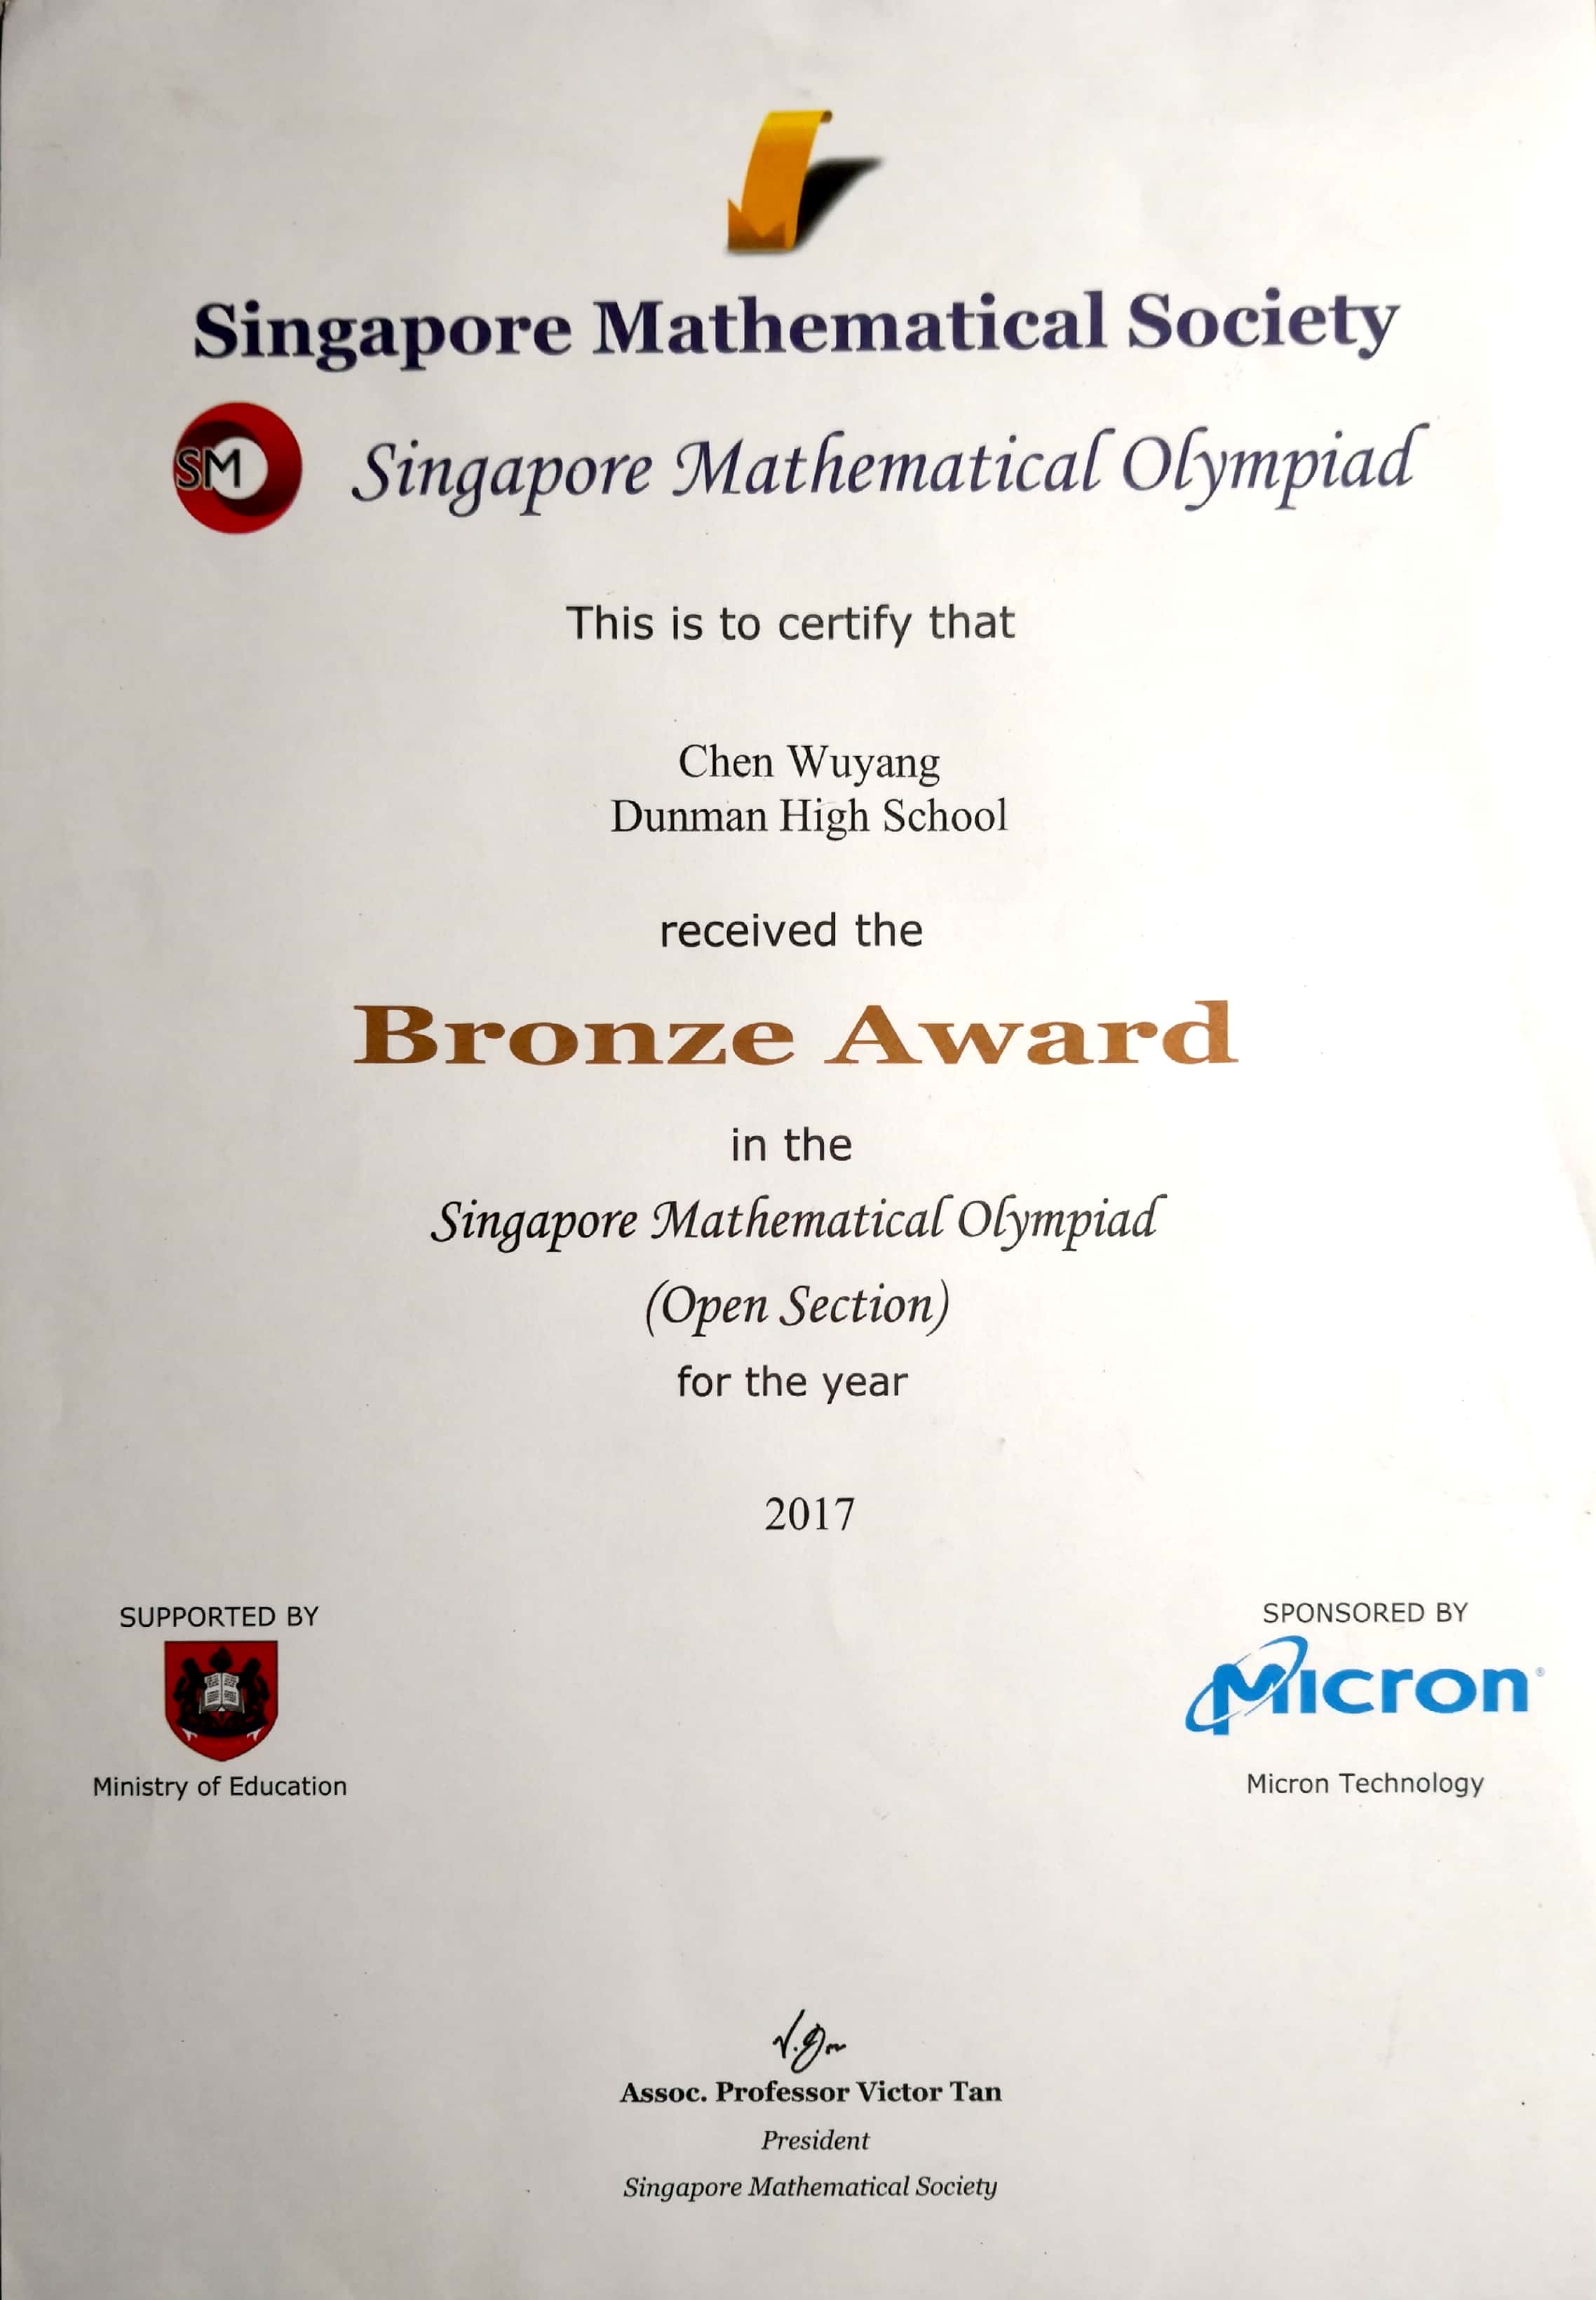 Singapore Mathematical Society
SM
Singapore Mathematical Olympiad
This is to certify that
Chen Wuyang
Dunman High School
received the
Bronze Award
in the
Singapore Mathematical Olympiad
(Open Section)
for the year
2017
SUPPORTED BY
Ministry of Education
SPONSORED BY
Micron®
Micron Technology
Assoc. Professor Victor Tan
President
Singapore Mathematical Society